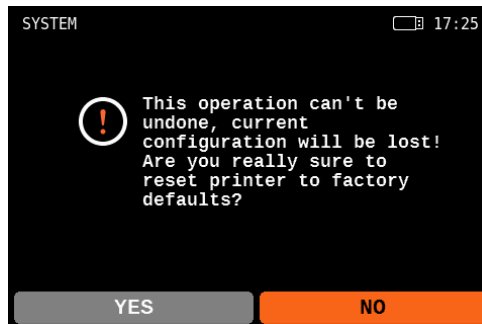 SYSTEM 17:25
This operation can't be
undone, current
configuration will be lost!
Are you really sure to
reset printer to factory
defaults?
YES NO